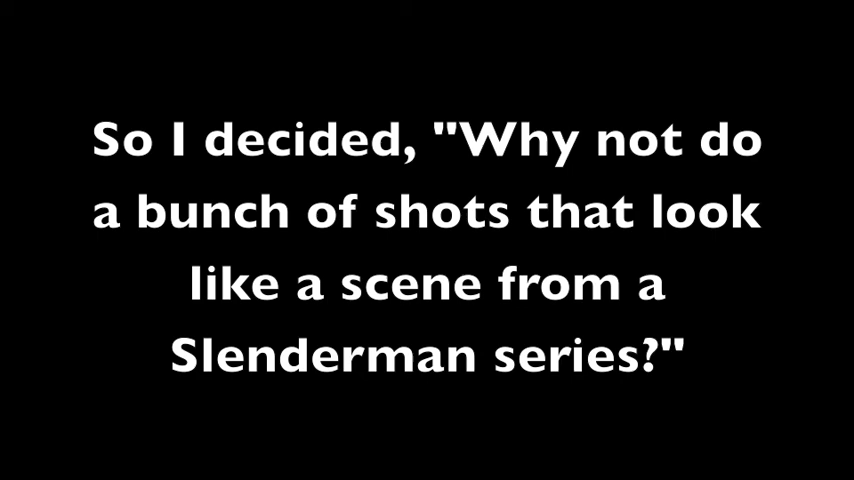 So I decided, "Why not do
a bunch of shots that look
like a scene from a
Slenderman series?"